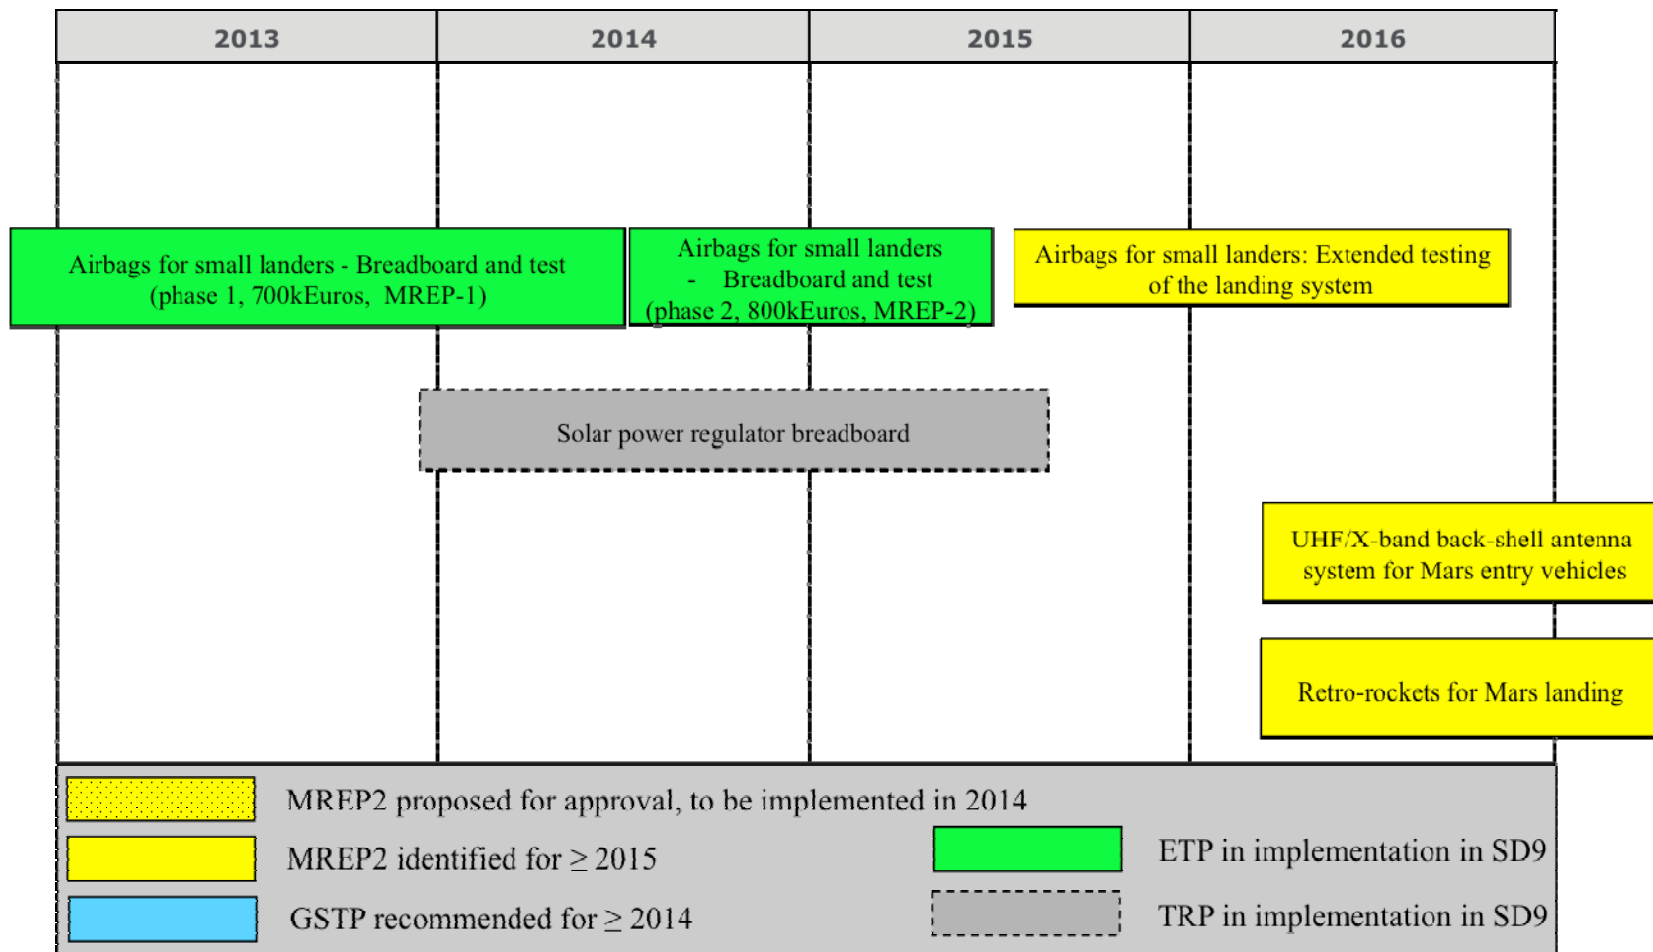 2013 2014 2015 2016
Airbags for small landers - Breadboard and test
(phase 1, 700kEuros, MREP-1)
Airbags for small landers
- Breadboard and test
(phase 2, 800kEuros, MREP-2)
Airbags for small landers: Extended testing
of the landing system
Solar power regulator breadboard
UHF/X-band back-shell antenna
system for Mars entry vehicles
Retro-rockets for Mars landing
MREP2 proposed for approval, to be implemented in 2014
MREP2 identified for ≥ 2015
GSTP recommended for ≥ 2014
ETP in implementation in SD9
TRP in implementation in SD9